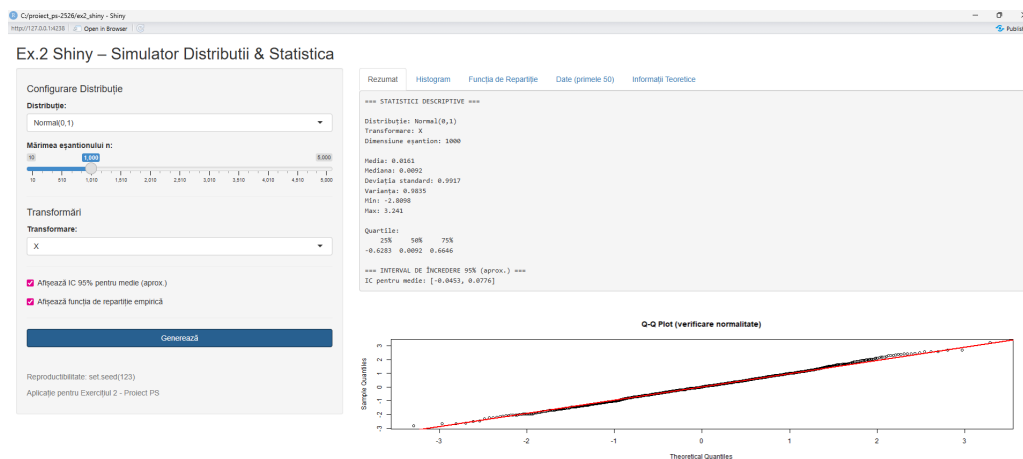 C:/proiect_ps-2526/ex2_shiny - Shiny
http://127.0.0.1:4238 Open in Browser
Publish
Ex.2 Shiny – Simulator Distributii & Statistica
Configurare Distribuție
Distribuție:
Normal(0,1)
Mărimea eșantionului n:
10 1,000 5,000
10 510 1,010 1,510 2,010 2,510 3,010 3,510 4,010 4,510 5,000
Transformări
Transformare:
X
Afișează IC 95% pentru medie (aprox.)
Afișează funcția de repartiție empirică
Generează
Reproductibilitate: set.seed(123)
Aplicație pentru Exercițiul 2 - Proiect PS
Rezumat Histogram Funcția de Repartiție Date (primele 50) Informații Teoretice
=== STATISTICI DESCRIPTIVE ===
Distribuție: Normal(0,1)
Transformare: X
Dimensiune eșantion: 1000
Media: 0.0161
Mediana: 0.0092
Deviația standard: 0.9917
Varianța: 0.9835
Min: -2.8098
Max: 3.241
Quartile:
25% 50% 75%
-0.6283 0.0092 0.6646
=== INTERVAL DE ÎNCREDERE 95% (aprox.) ===
IC pentru medie: [-0.0453, 0.0776]
Q-Q Plot (verificare normalitate)
Sample Quantiles
3
2
1
0
-1
-2
-3
-3 -2 -1 0 1 2 3
Theoretical Quantiles